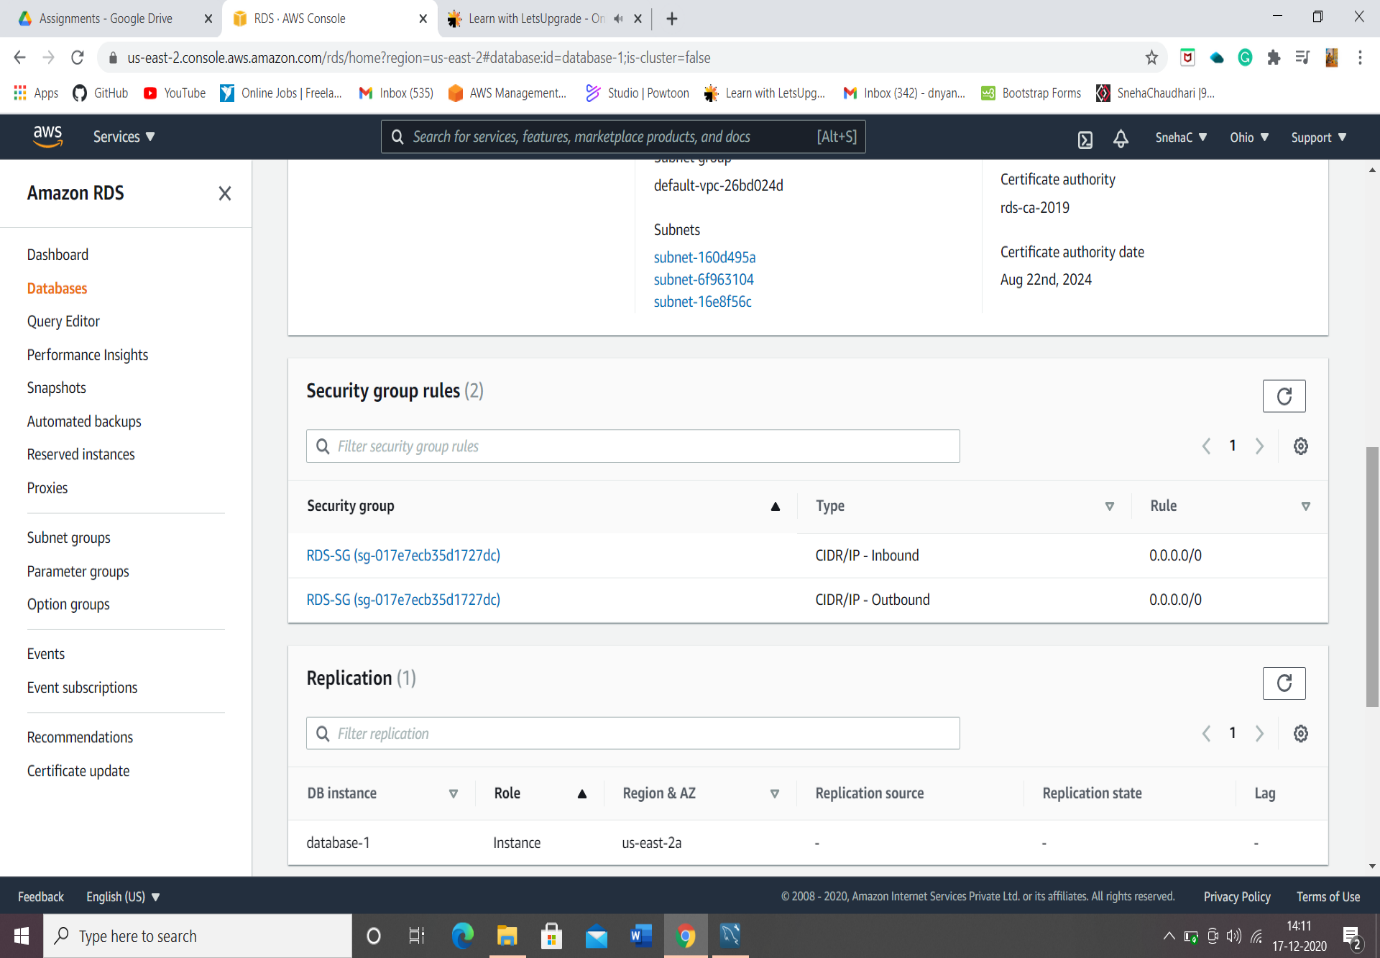 Assignments - Google Drive
RDS · AWS Console
Learn with LetsUpgrade - On
us-east-2.console.aws.amazon.com/rds/home?region=us-east-2#database:id=database-1;is-cluster=false
Apps
GitHub
YouTube
Online Jobs | Freela...
Inbox (535)
AWS Management...
Studio | Powtoon
Learn with LetsUpg...
Inbox (342) - dnyan...
Bootstrap Forms
SnehaChaudhari |9...
aws
Services
Search for services, features, marketplace products, and docs
[Alt+S]
SnehaC
Ohio
Support
Amazon RDS
Dashboard
Databases
Query Editor
Performance Insights
Snapshots
Automated backups
Reserved instances
Proxies
Subnet groups
Parameter groups
Option groups
Events
Event subscriptions
Recommendations
Certificate update
Subnet group
default-vpc-26bd024d
Subnets
subnet-160d495a
subnet-6f963104
subnet-16e8f56c
Certificate authority
rds-ca-2019
Certificate authority date
Aug 22nd, 2024
Security group rules (2)
Filter security group rules
1
Security group
Type
Rule
RDS-SG (sg-017e7ecb35d1727dc)
CIDR/IP - Inbound
0.0.0.0/0
RDS-SG (sg-017e7ecb35d1727dc)
CIDR/IP - Outbound
0.0.0.0/0
Replication (1)
Filter replication
1
DB instance
Role
Region & AZ
Replication source
Replication state
Lag
database-1
Instance
us-east-2a
-
-
-
Feedback
English (US)
© 2008 - 2020, Amazon Internet Services Private Ltd. or its affiliates. All rights reserved.
Privacy Policy
Terms of Use
Type here to search
14:11
17-12-2020
2